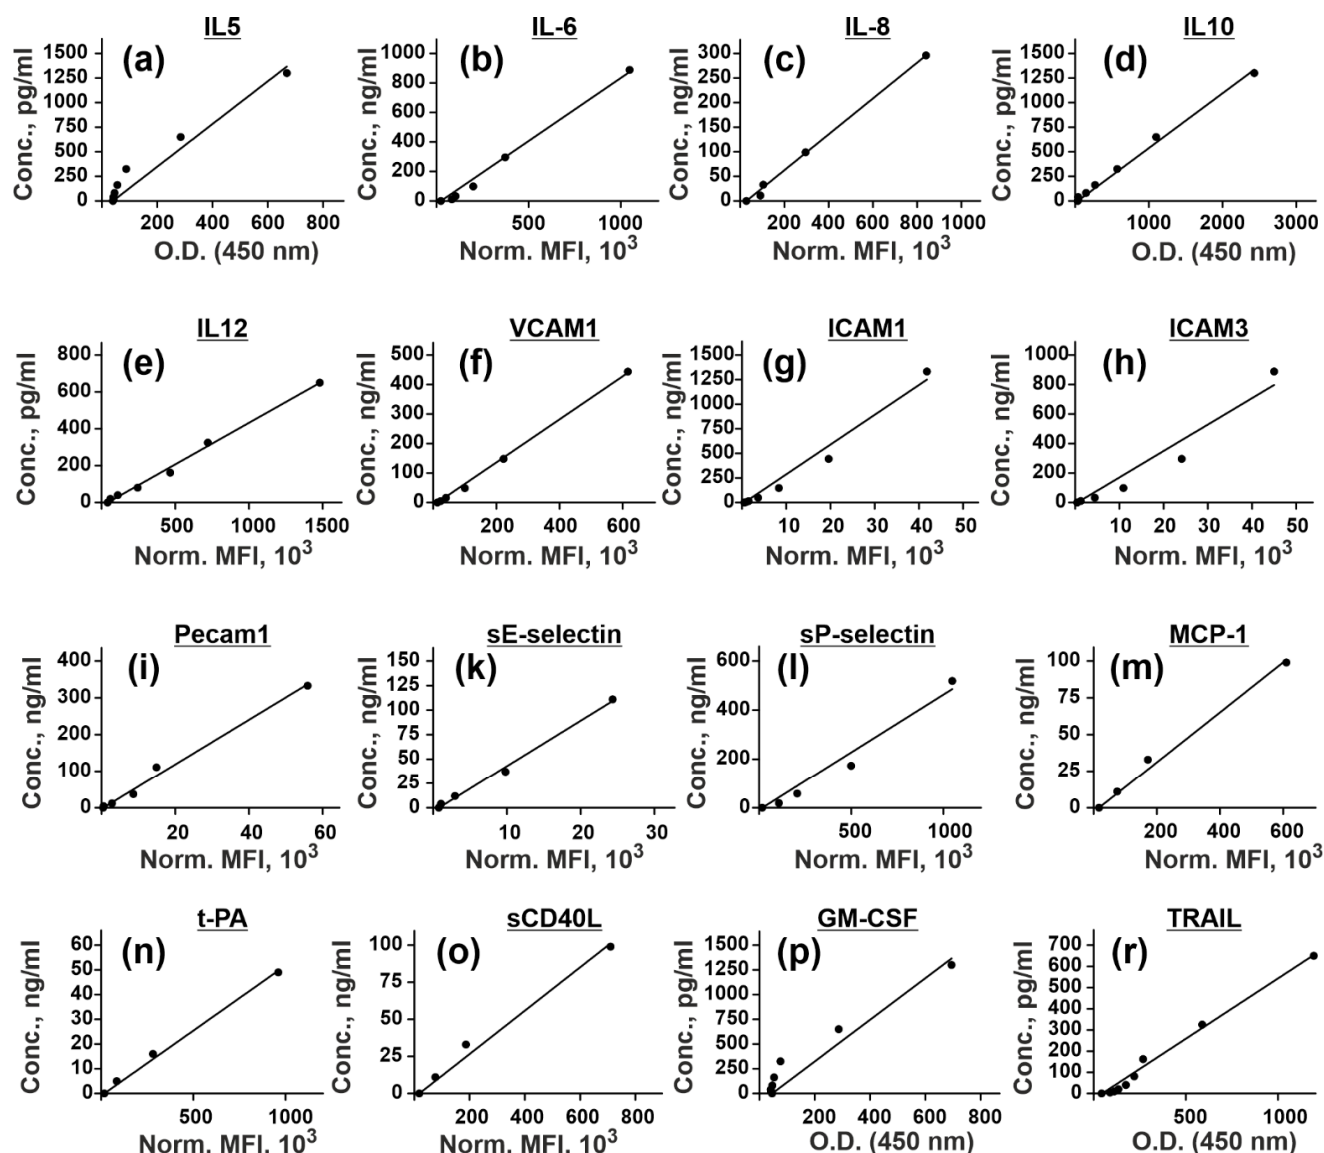 IL5
(a)
Conc., pg/ml
1500
1250
750
500
250
0
200 400 600 800
O.D. (450 nm)
IL-6
(b)
Conc., ng/ml
1000
800
600
400
200
0
500 1000
Norm. MFI, 10³
IL-8
(c)
Conc., ng/ml
300
250
200
150
100
50
0
200 400 600 800 1000
Norm. MFI, 10³
IL10
(d)
Conc., pg/ml
1500
1250
750
500
250
0
1000 2000 3000
O.D. (450 nm)
IL12
(e)
Conc., pg/ml
800
600
400
200
0
500 1000 1500
Norm. MFI, 10³
VCAM1
(f)
Conc., ng/ml
500
400
300
200
100
0
200 400 600
Norm. MFI, 10³
ICAM1
(g)
Conc., ng/ml
1500
1250
1000
750
500
250
0
10 20 30 40 50
Norm. MFI, 10³
ICAM3
(h)
Conc., ng/ml
1000
800
600
400
200
0
10 20 30 40 50
Norm. MFI, 10³
Pecam1
(i)
Conc., ng/ml
400
300
200
100
0
20 40 60
Norm. MFI, 10³
sE-selectin
(k)
Conc., ng/ml
150
125
100
75
50
25
0
10 20 30
Norm. MFI, 10³
sP-selectin
(l)
Conc., ng/ml
600
400
200
0
500 1000
Norm. MFI, 10³
MCP-1
(m)
Conc., ng/ml
100
75
50
25
0
200 400 600
Norm. MFI, 10³
t-PA
(n)
Conc., ng/ml
60
50
40
30
20
10
0
500 1000
Norm. MFI, 10³
sCD40L
(o)
Conc., ng/ml
100
75
50
25
0
200 400 600 800
Norm. MFI, 10³
GM-CSF
(p)
Conc., pg/ml
1500
1250
1000
750
500
250
0
200 400 600 800
O.D. (450 nm)
TRAIL
(r)
Conc., pg/ml
700
600
500
400
300
200
100
0
500 1000
O.D. (450 nm)